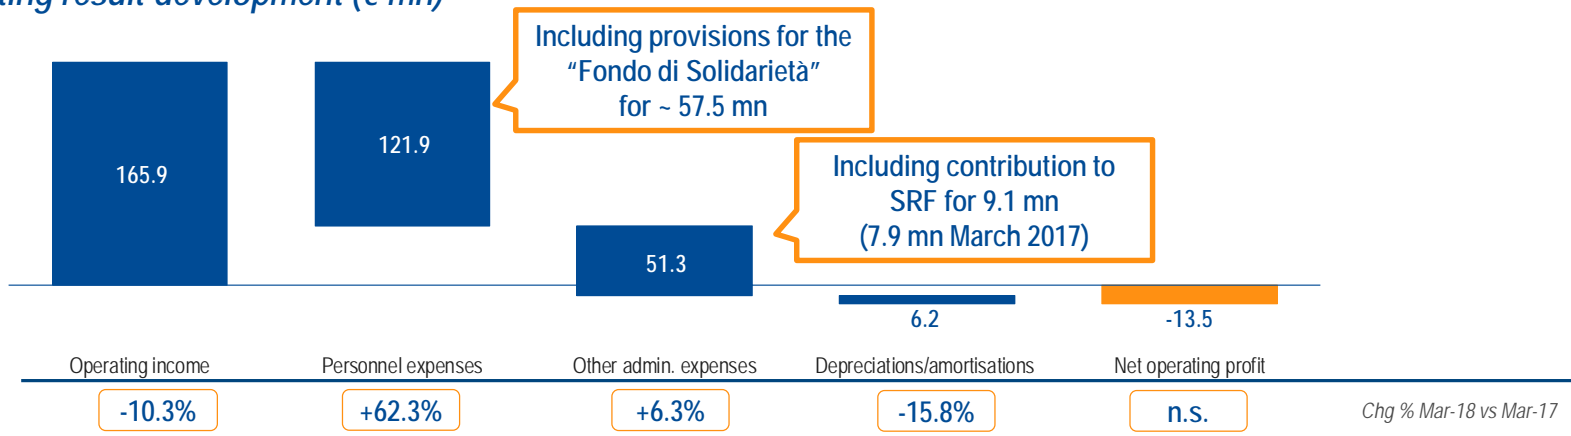 result development (€ mn)
Including provisions for the
“Fondo di Solidarietà”
for ~ 57.5 mn
165.9
121.9
Including contribution to
SRF for 9.1 mn
(7.9 mn March 2017)
51.3
6.2
-13.5
Operating income
Personnel expenses
Other admin. expenses
Depreciations/amortisations
Net operating profit
-10.3%
+62.3%
+6.3%
-15.8%
n.s.
Chg % Mar-18 vs Mar-17